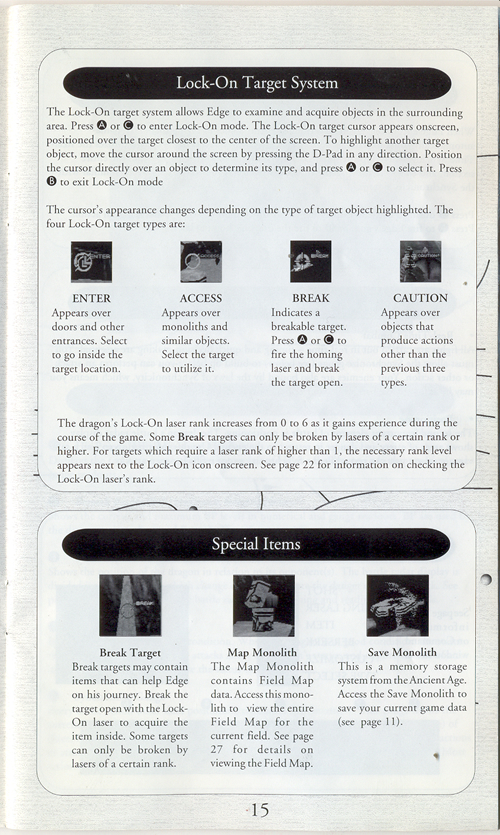 Lock-On Target System
The Lock-On target system allows Edge to examine and acquire objects in the surrounding
area. Press A or C to enter Lock-On mode. The Lock-On target cursor appears onscreen,
positioned over the target closest to the center of the screen. To highlight another target
object, move the cursor around the screen by pressing the D-Pad in any direction. Position
the cursor directly over an object to determine its type, and press A or C to select it. Press
B to exit Lock-On mode
The cursor's appearance changes depending on the type of target object highlighted. The
four Lock-On target types are:
ENTER
BREAK
CAUTION
ENTER
Appears over
doors and other
entrances. Select
to go inside the
target location.
ACCESS
Appears over
monoliths and
similar objects.
Select the target
to utilize it.
BREAK
Indicates a
breakable target.
Press A or C to
fire the homing
laser and break
the target open.
CAUTION
Appears over
objects that
produce actions
other than the
previous three
types.
The dragon's Lock-On laser rank increases from 0 to 6 as it gains experience during the
course of the game. Some Break targets can only be broken by lasers of a certain rank or
higher. For targets which require a laser rank of higher than 1, the necessary rank level
appears next to the Lock-On icon onscreen. See page 22 for information on checking the
Lock-On laser's rank.
Special Items
BREAK
Break Target
Break targets may contain
items that can help Edge
on his journey. Break the
target open with the Lock-
On laser to acquire the
item inside. Some targets
can only be broken by
lasers of a certain rank.
Map Monolith
The Map Monolith
contains Field Map
data. Access this mono-
lith to view the entire
Field Map for the
current field. See page
27 for details on
viewing the Field Map.
Save Monolith
This is a memory storage
system from the Ancient Age.
Access the Save Monolith to
save your current game data
(see page 11).
15